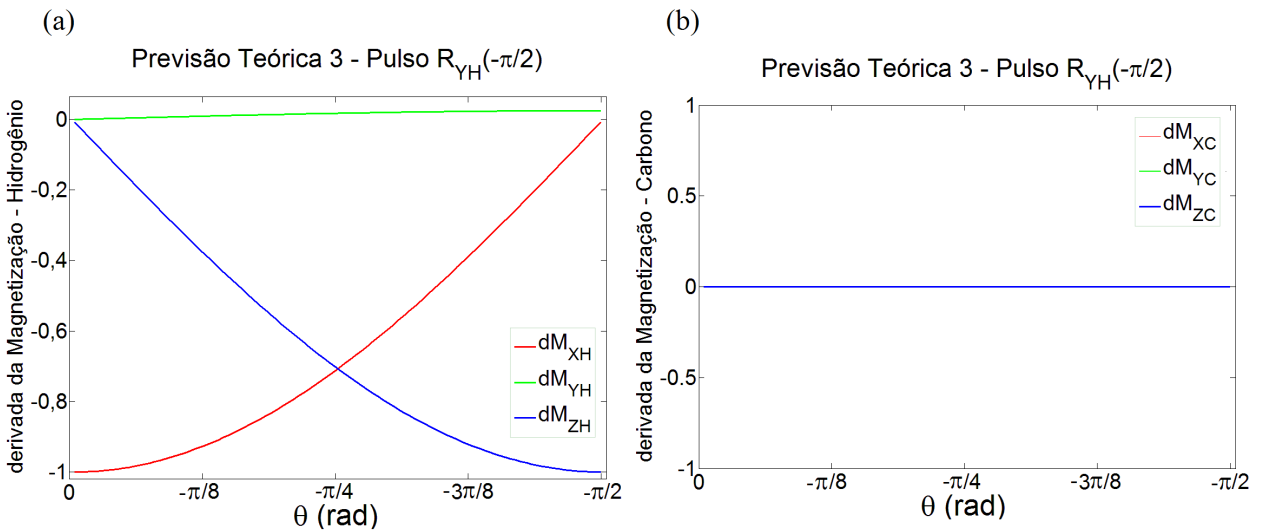 (a)
Previsão Teórica 3 - Pulso R_YH(-π/2)
derivada da Magnetização - Hidrogênio
0
-0,2
-0,4
-0,6
-0,8
-1
dM_XH
dM_YH
dM_ZH
0 -π/8 -π/4 -3π/8 -π/2
θ (rad)
(b)
Previsão Teórica 3 - Pulso R_YH(-π/2)
derivada da Magnetização - Carbono
1
0.5
0
-0.5
-1
dM_XC
dM_YC
dM_ZC
0 -π/8 -π/4 -3π/8 -π/2
θ (rad)